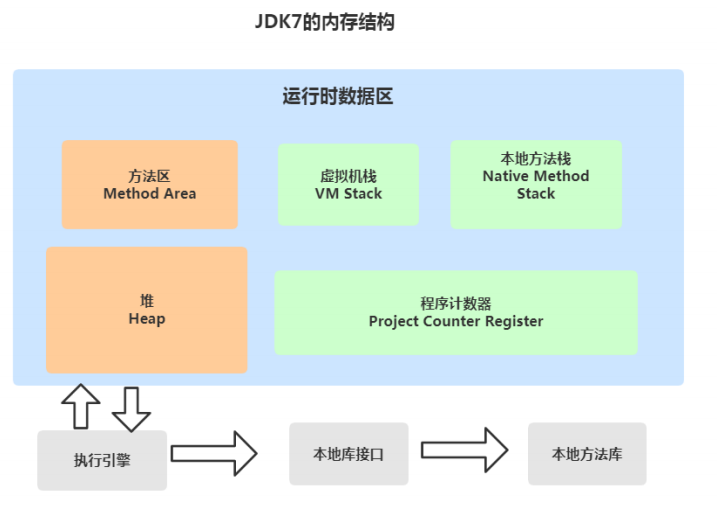 JDK7的内存结构
运行时数据区
方法区
Method Area
虚拟机栈
VM Stack
本地方法栈
Native Method
Stack
堆
Heap
程序计数器
Project Counter Register
执行引擎
本地库接口
本地方法库